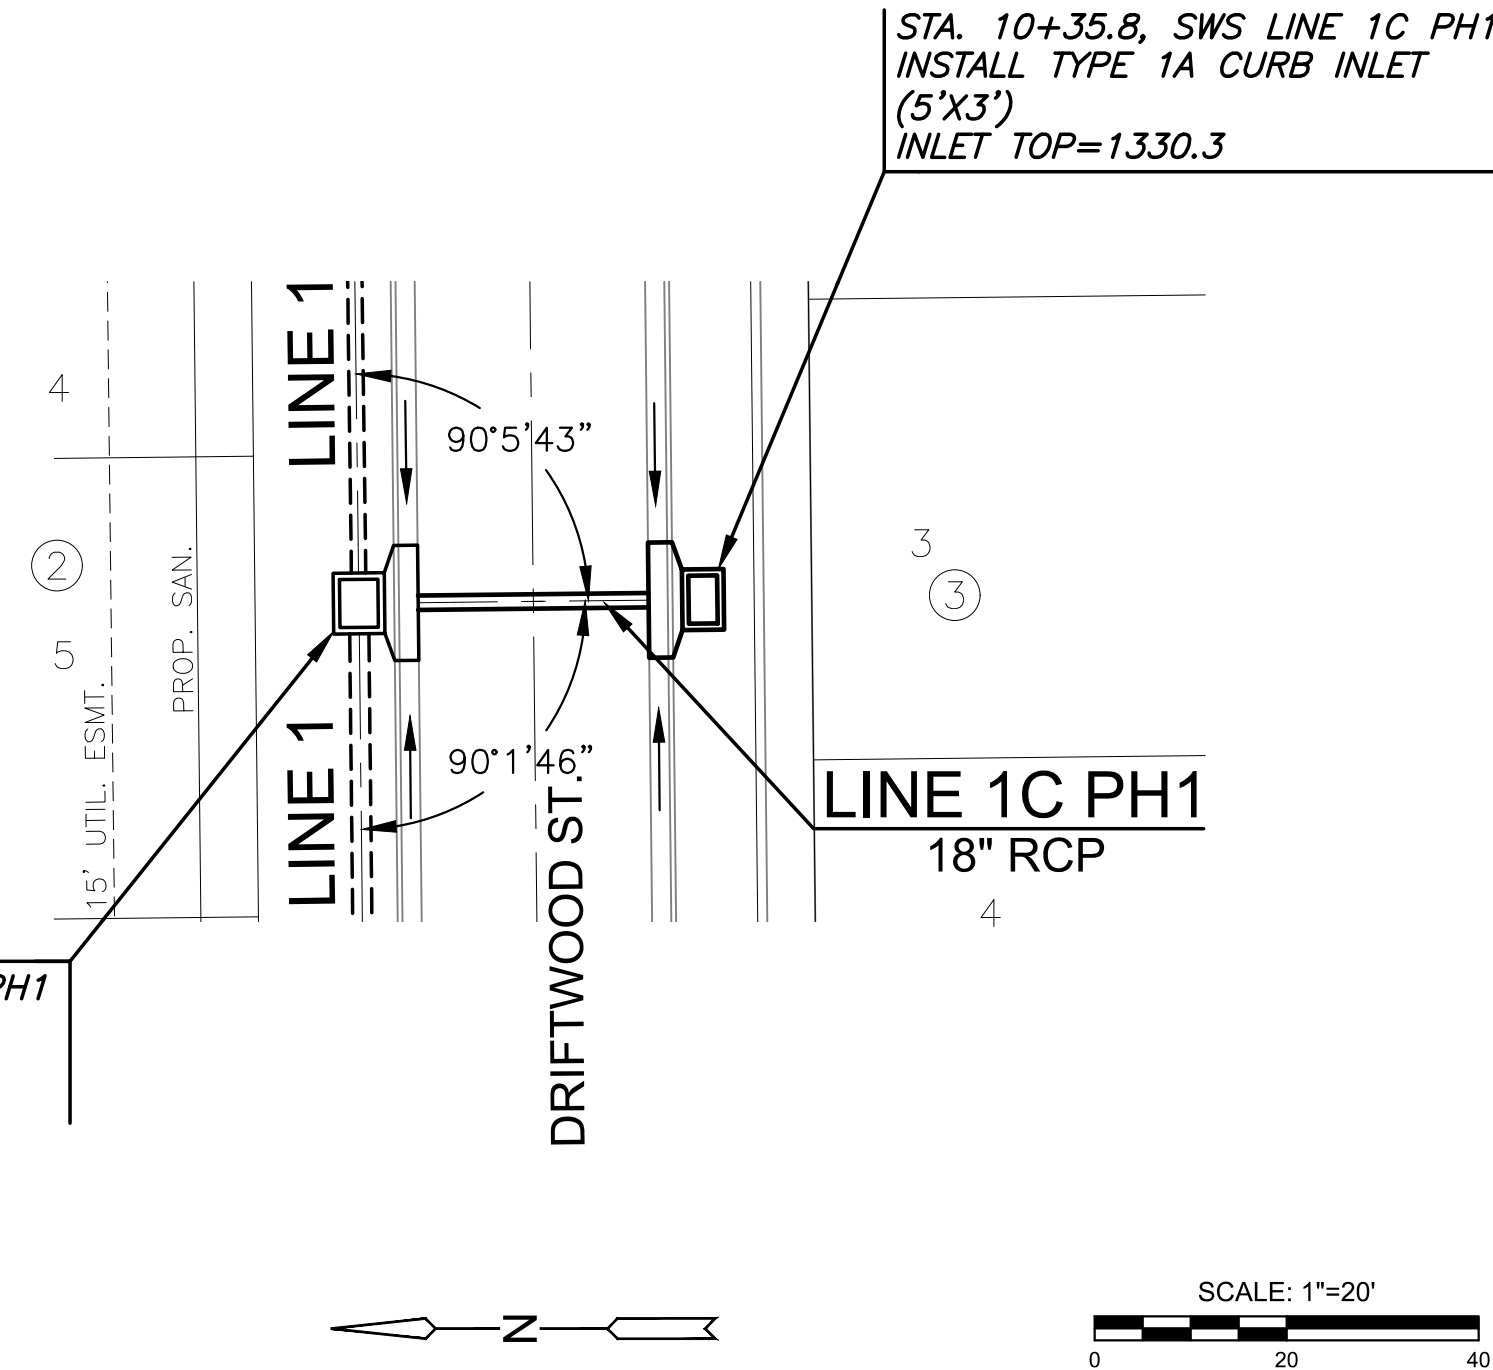 STA. 10+35.8, SWS LINE 1C PH1
INSTALL TYPE 1A CURB INLET
(5'X3')
INLET TOP=1330.3
LINE 1
4
90°5'43"
2
PROP. SAN.
3
3
5
15' UTIL. ESMT.
LINE 1
90°1'46"
DRIFTWOOD ST.
LINE 1C PH1
18" RCP
4
PH1
N
SCALE: 1"=20'
0 20 40